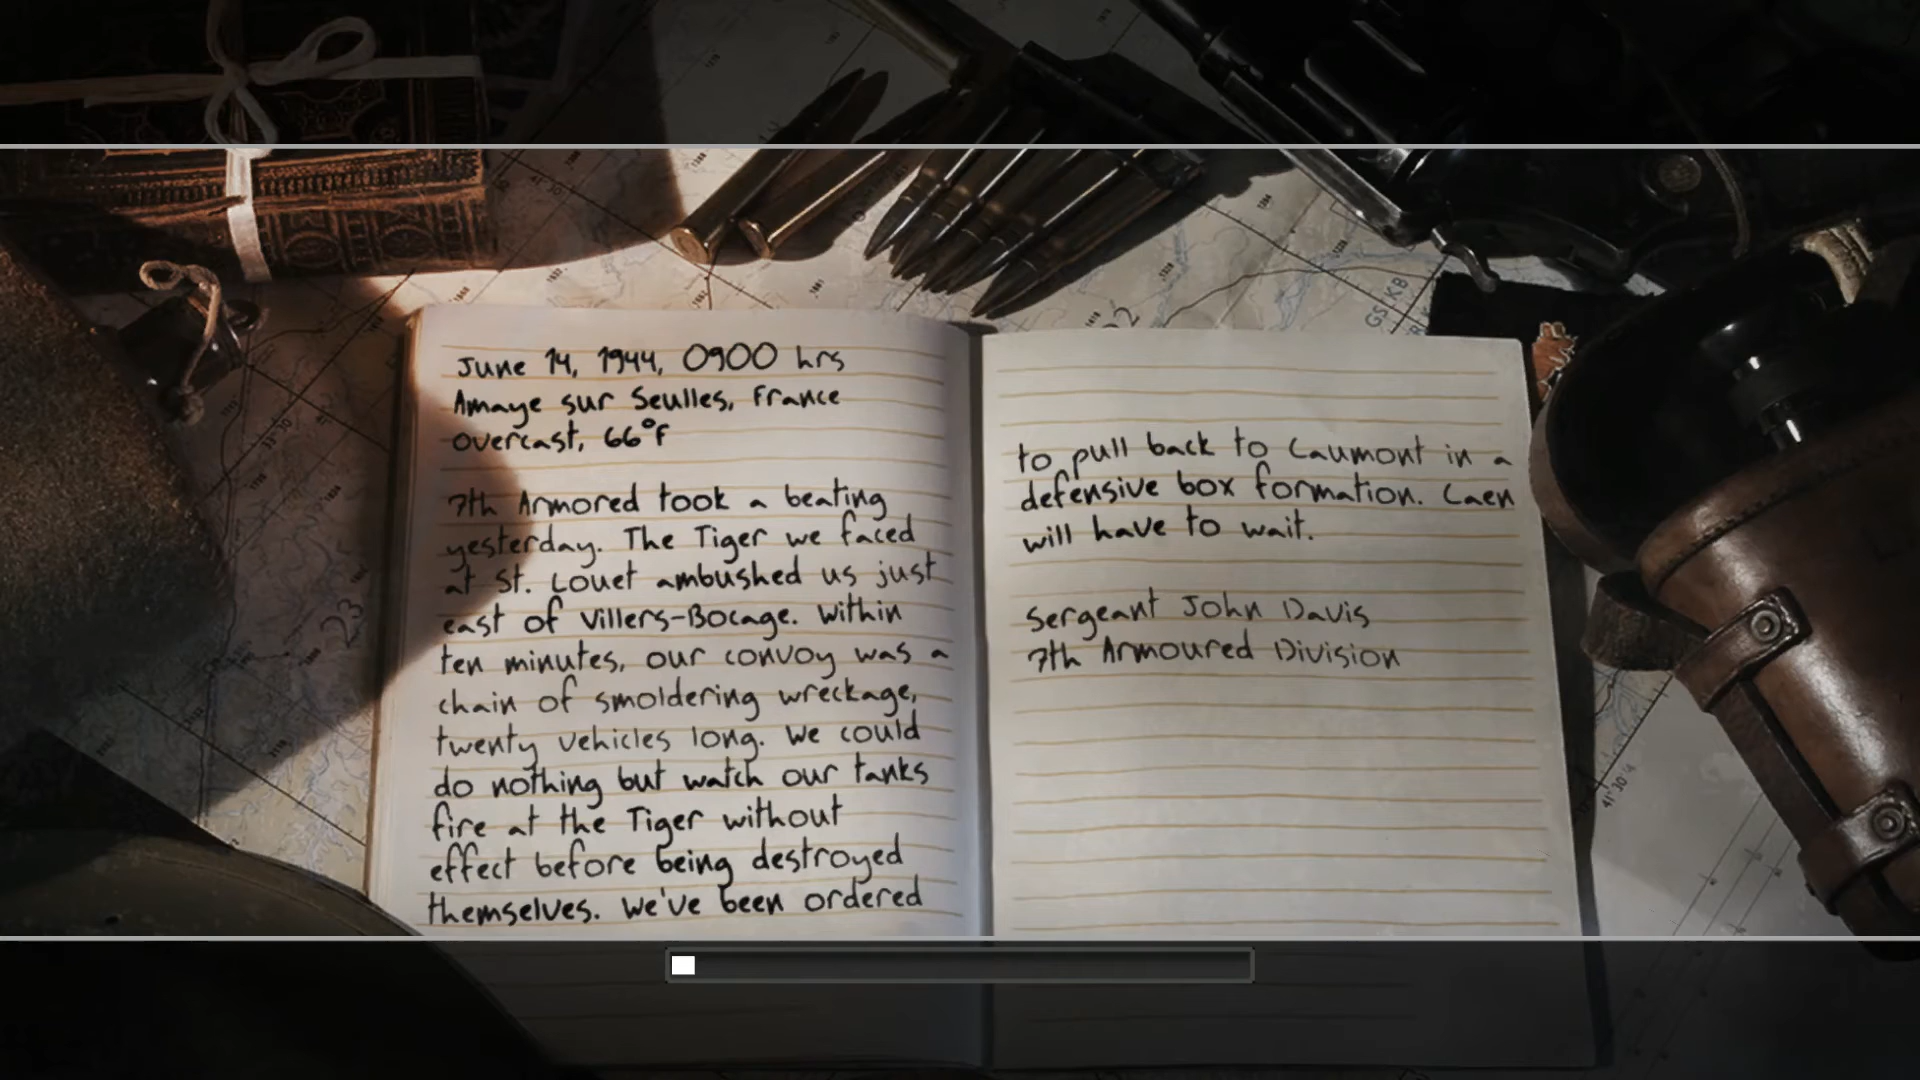 June 14, 1944, 0900 hrs
Amaye sur Seulles, France
Overcast, 66°F
7th Armored took a beating
yesterday. The Tiger we faced
at St. Louet ambushed us just
east of Villers-Bocage. Within
ten minutes, our convoy was a
chain of smoldering wreckage,
twenty vehicles long. We could
do nothing but watch our tanks
fire at the Tiger without
effect before being destroyed
themselves. We've been ordered
to pull back to Caumont in a
defensive box formation. Caen
will have to wait.
Sergeant John Davis
7th Armoured Division
GSKB
22
23